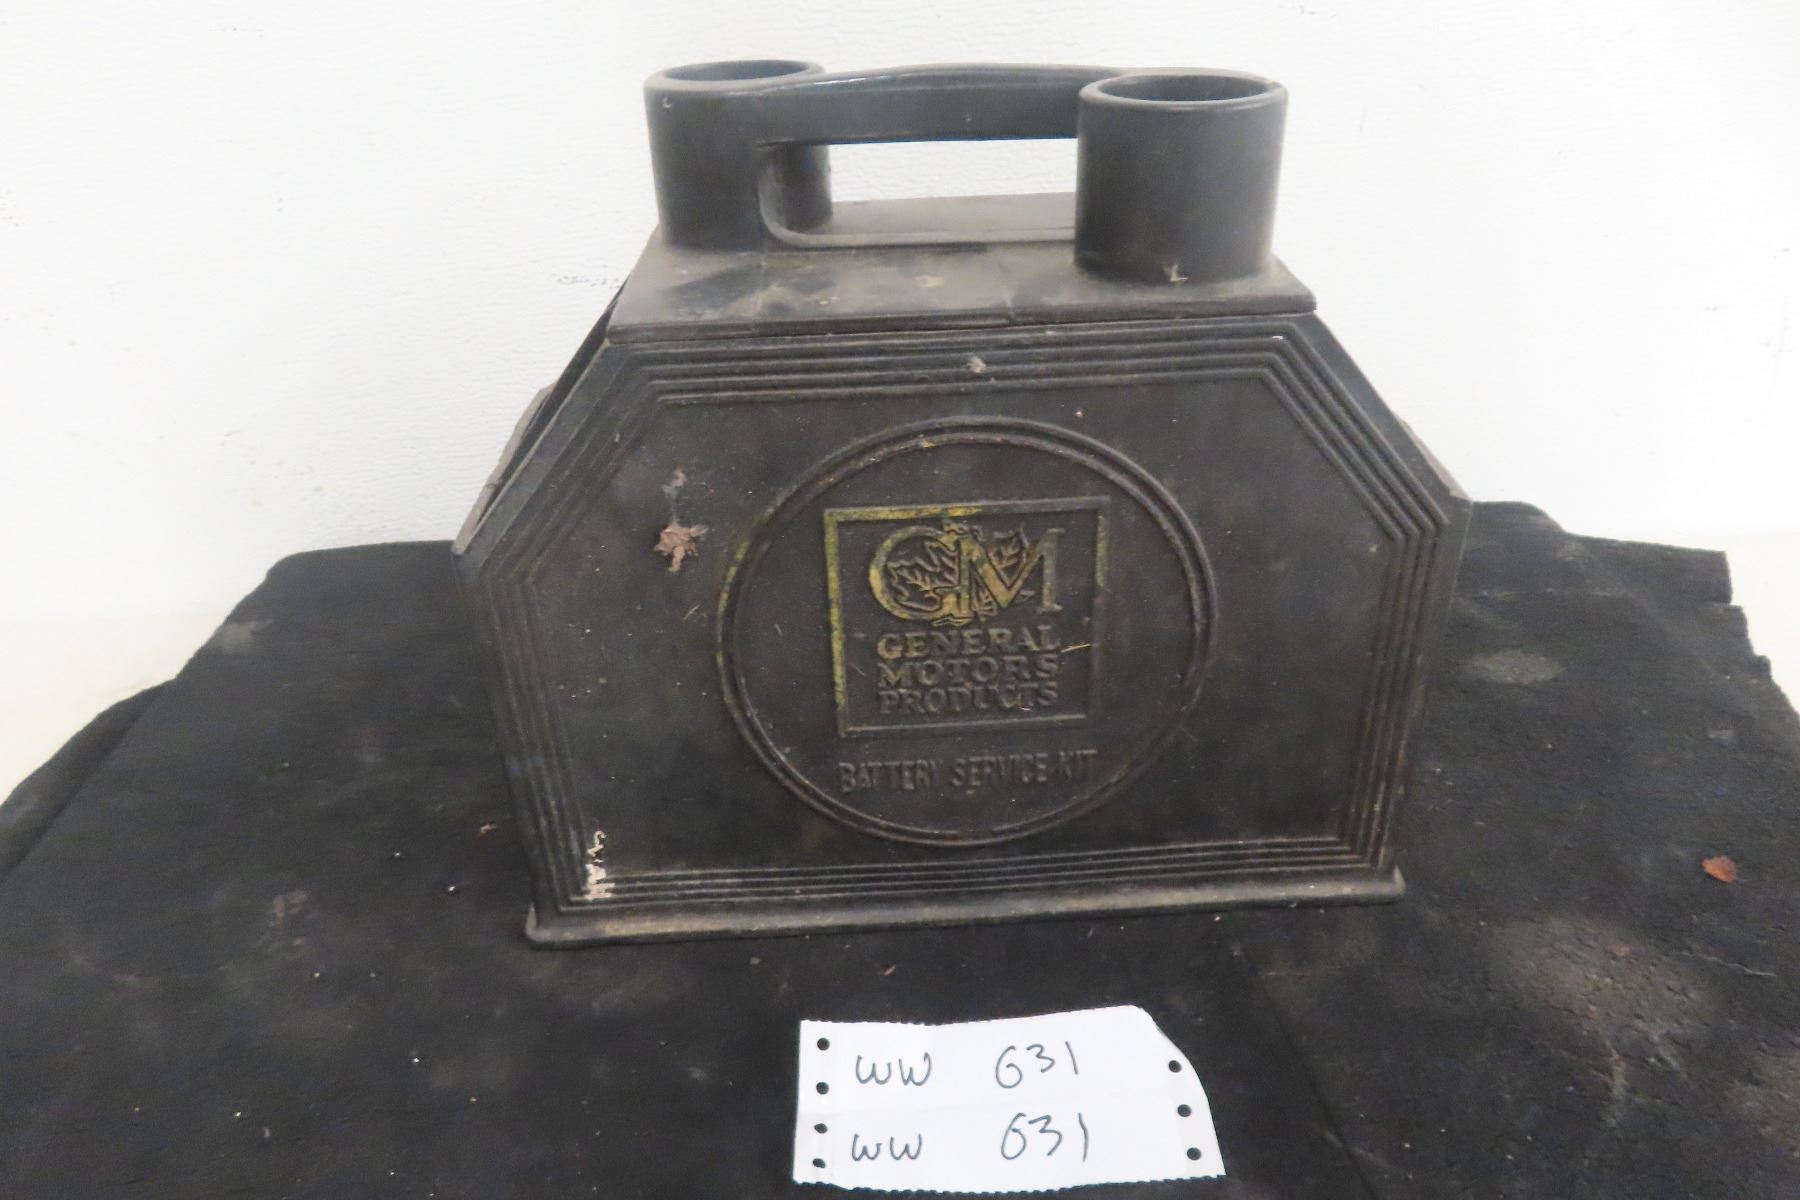 GM
GENERAL
MOTORS
PRODUCTS
BATTERY SERVICE KIT
WW 631
WW 631